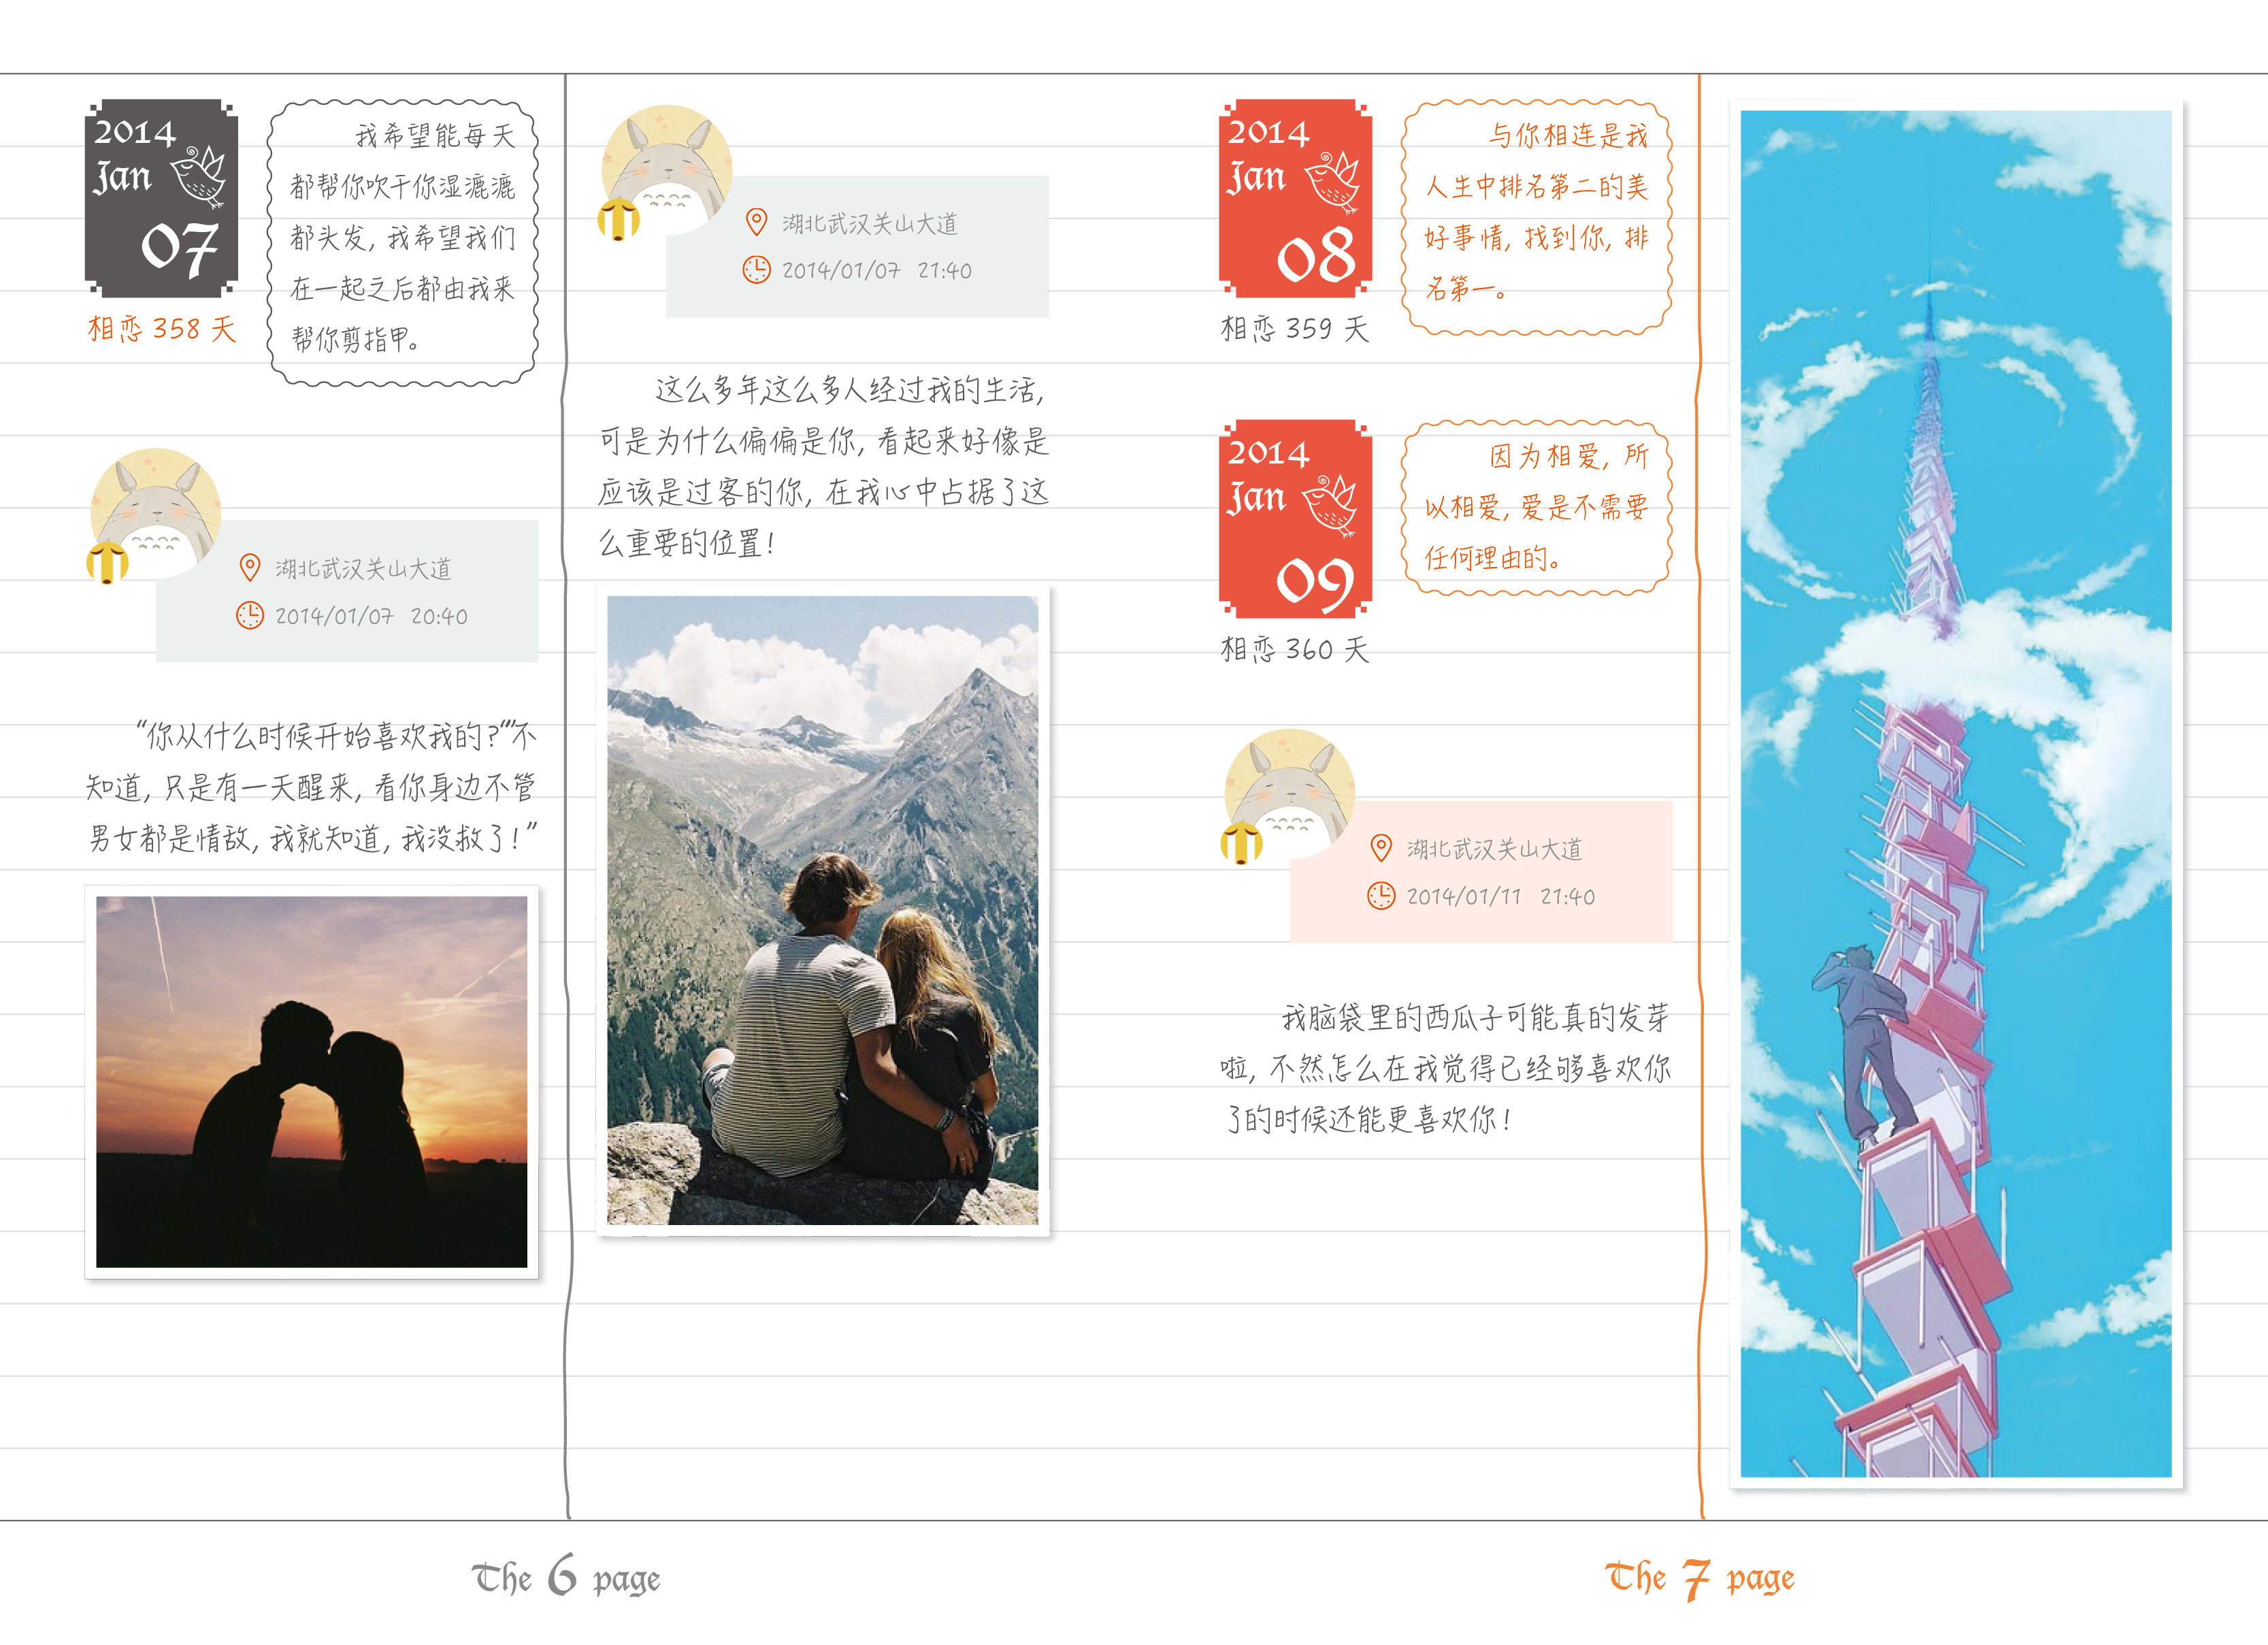 2014
Jan
07
相恋 358 天
我希望能每天
都帮你吹干你湿漉漉
都头发, 我希望我们
在一起之后都由我来
帮你剪指甲。
湖北武汉关山大道
2014/01/07 20:40
“你从什么时候开始喜欢我的?”“不
知道, 只是有一天醒来, 看你身边不管
男女都是情敌, 我就知道, 我没救了!”
湖北武汉关山大道
2014/01/07 21:40
这么多年这么多人经过我的生活,
可是为什么偏偏是你, 看起来好像是
应该是过客的你, 在我心中占据了这
么重要的位置!
The 6 page
2014
Jan
08
相恋 359 天
与你相连是我
人生中排名第二的美
好事情, 找到你, 排
名第一。
2014
Jan
09
相恋 360 天
因为相爱, 所
以相爱, 爱是不需要
任何理由的。
湖北武汉关山大道
2014/01/11 21:40
我脑袋里的西瓜子可能真的发芽
啦, 不然怎么在我觉得已经够喜欢你
了的时候还能更喜欢你!
The 7 page